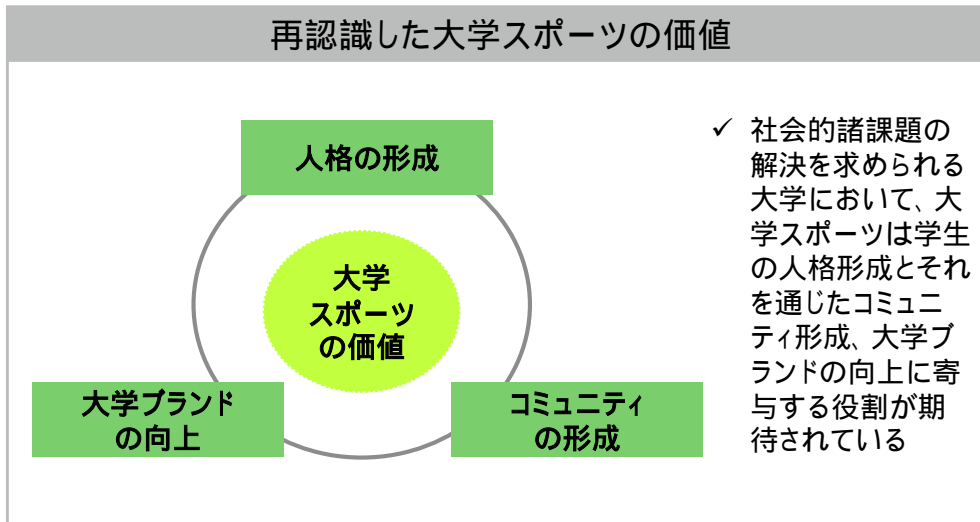 再認識した大学スポーツの価値
人格の形成
大学
スポーツ
の価値
大学ブランド
の向上
コミュニティ
の形成
✓ 社会的諸課題の
解決を求められる
大学において、大
学スポーツは学生
の人格形成とそれ
を通じたコミュニ
ティ形成、大学ブ
ランドの向上に寄
与する役割が期
待されている